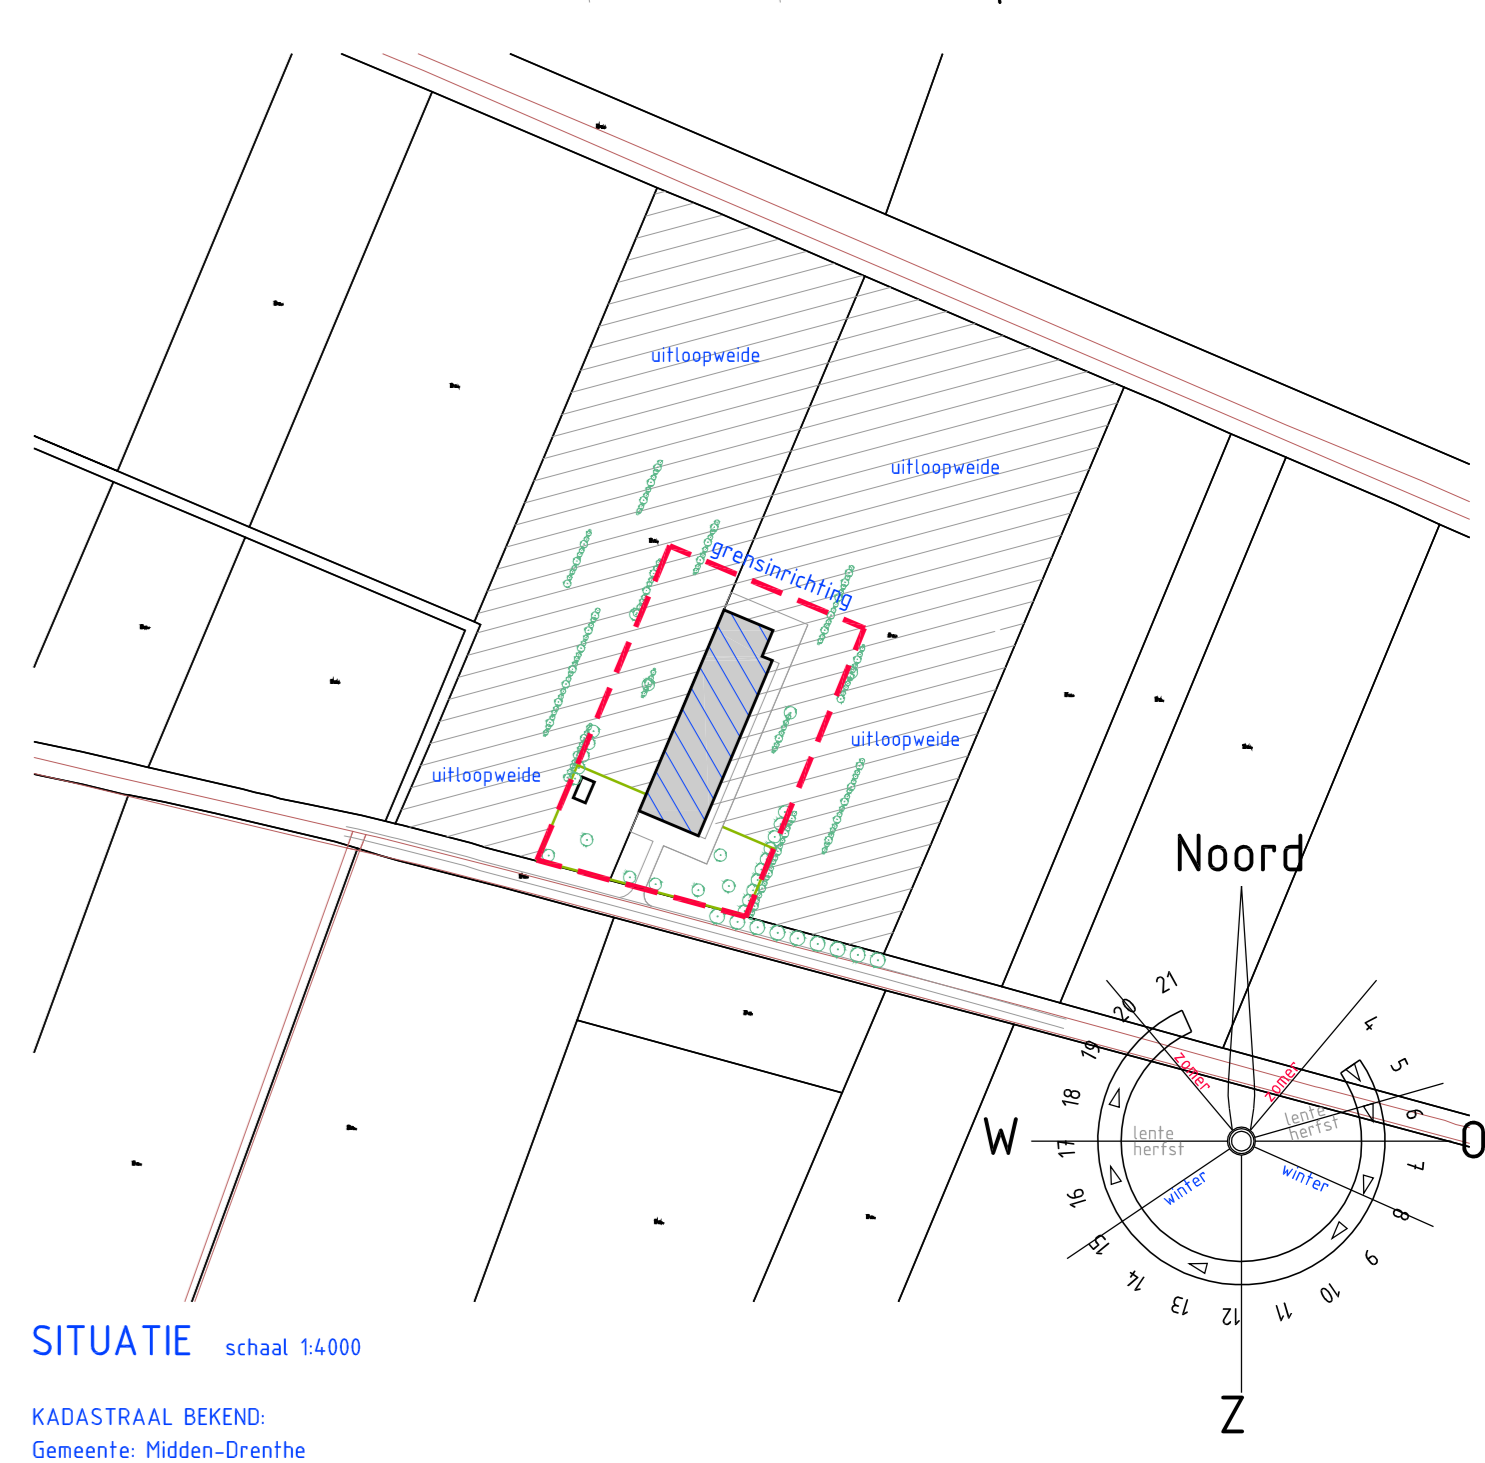 uitloopweide
uitloopweide
grensinrichting
uitloopweide
uitloopweide
Noord
21
20
19
18
17
16
15
14
13
12
11
10
9
8
7
6
5
4
zomer
zomer
lente
herfst
lente
herfst
winter
winter
W
O
Z
SITUATIE schaal 1:4000
KADASTRAAL BEKEND:
Gemeente: Midden-Drenthe